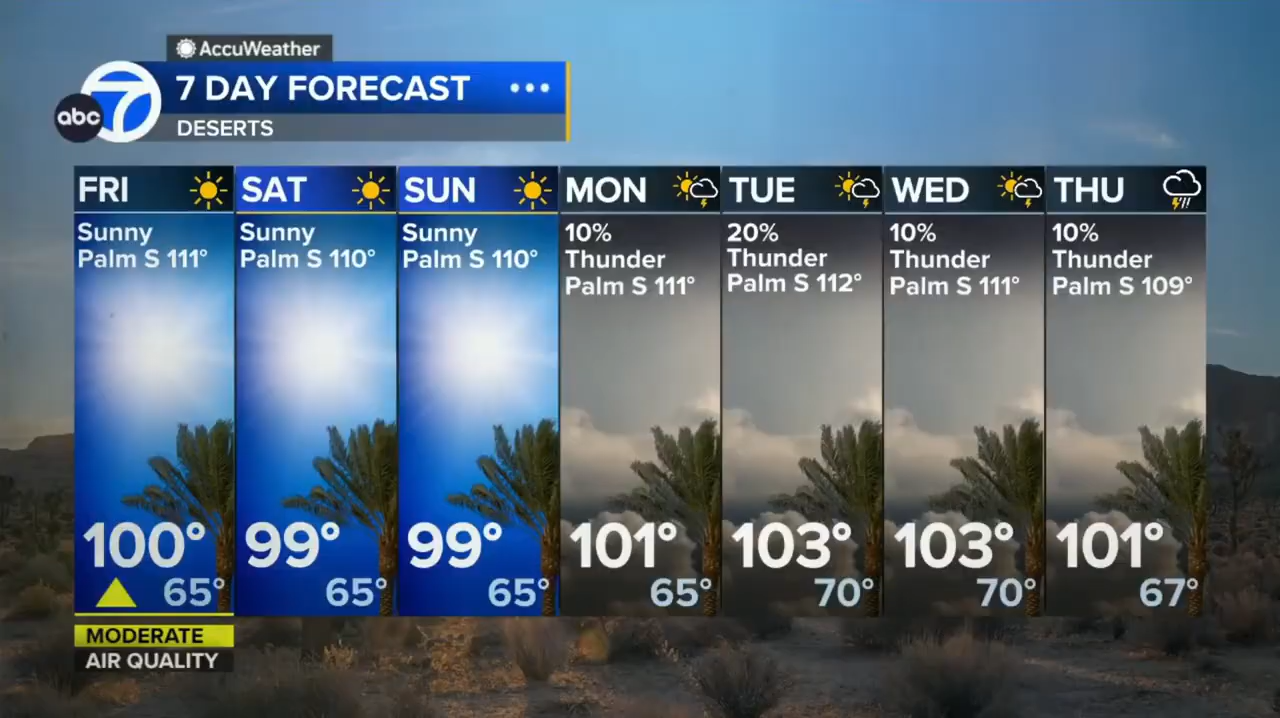 AccuWeather
abc 7
7 DAY FORECAST
DESERTS
FRI
Sunny
Palm S 111°
100°
65°
MODERATE
AIR QUALITY
SAT
Sunny
Palm S 110°
99°
65°
SUN
Sunny
Palm S 110°
99°
65°
MON
10%
Thunder
Palm S 111°
101°
65°
TUE
20%
Thunder
Palm S 112°
103°
70°
WED
10%
Thunder
Palm S 111°
103°
70°
THU
10%
Thunder
Palm S 109°
101°
67°